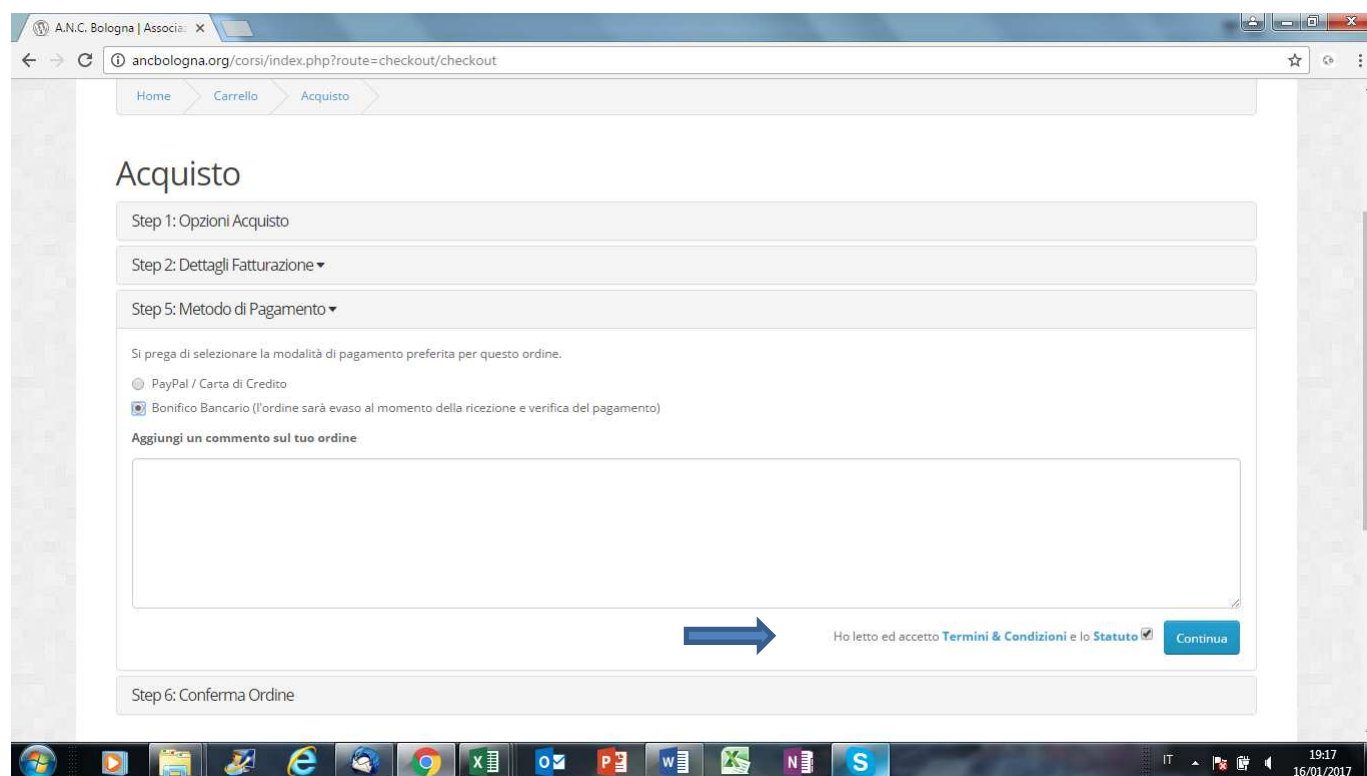 A.N.C. Bologna | Associa
ancbologna.org/corsi/index.php?route=checkout/checkout
Home Carrello Acquisto
Acquisto
Step 1: Opzioni Acquisto
Step 2: Dettagli Fatturazione
Step 5: Metodo di Pagamento
Si prega di selezionare la modalità di pagamento preferita per questo ordine.
PayPal / Carta di Credito
Bonifico Bancario (l'ordine sarà evaso al momento della ricezione e verifica del pagamento)
Aggiungi un commento sul tuo ordine
Ho letto ed accetto Termini & Condizioni e lo Statuto
Continua
Step 6: Conferma Ordine
IT
19:17
16/01/2017